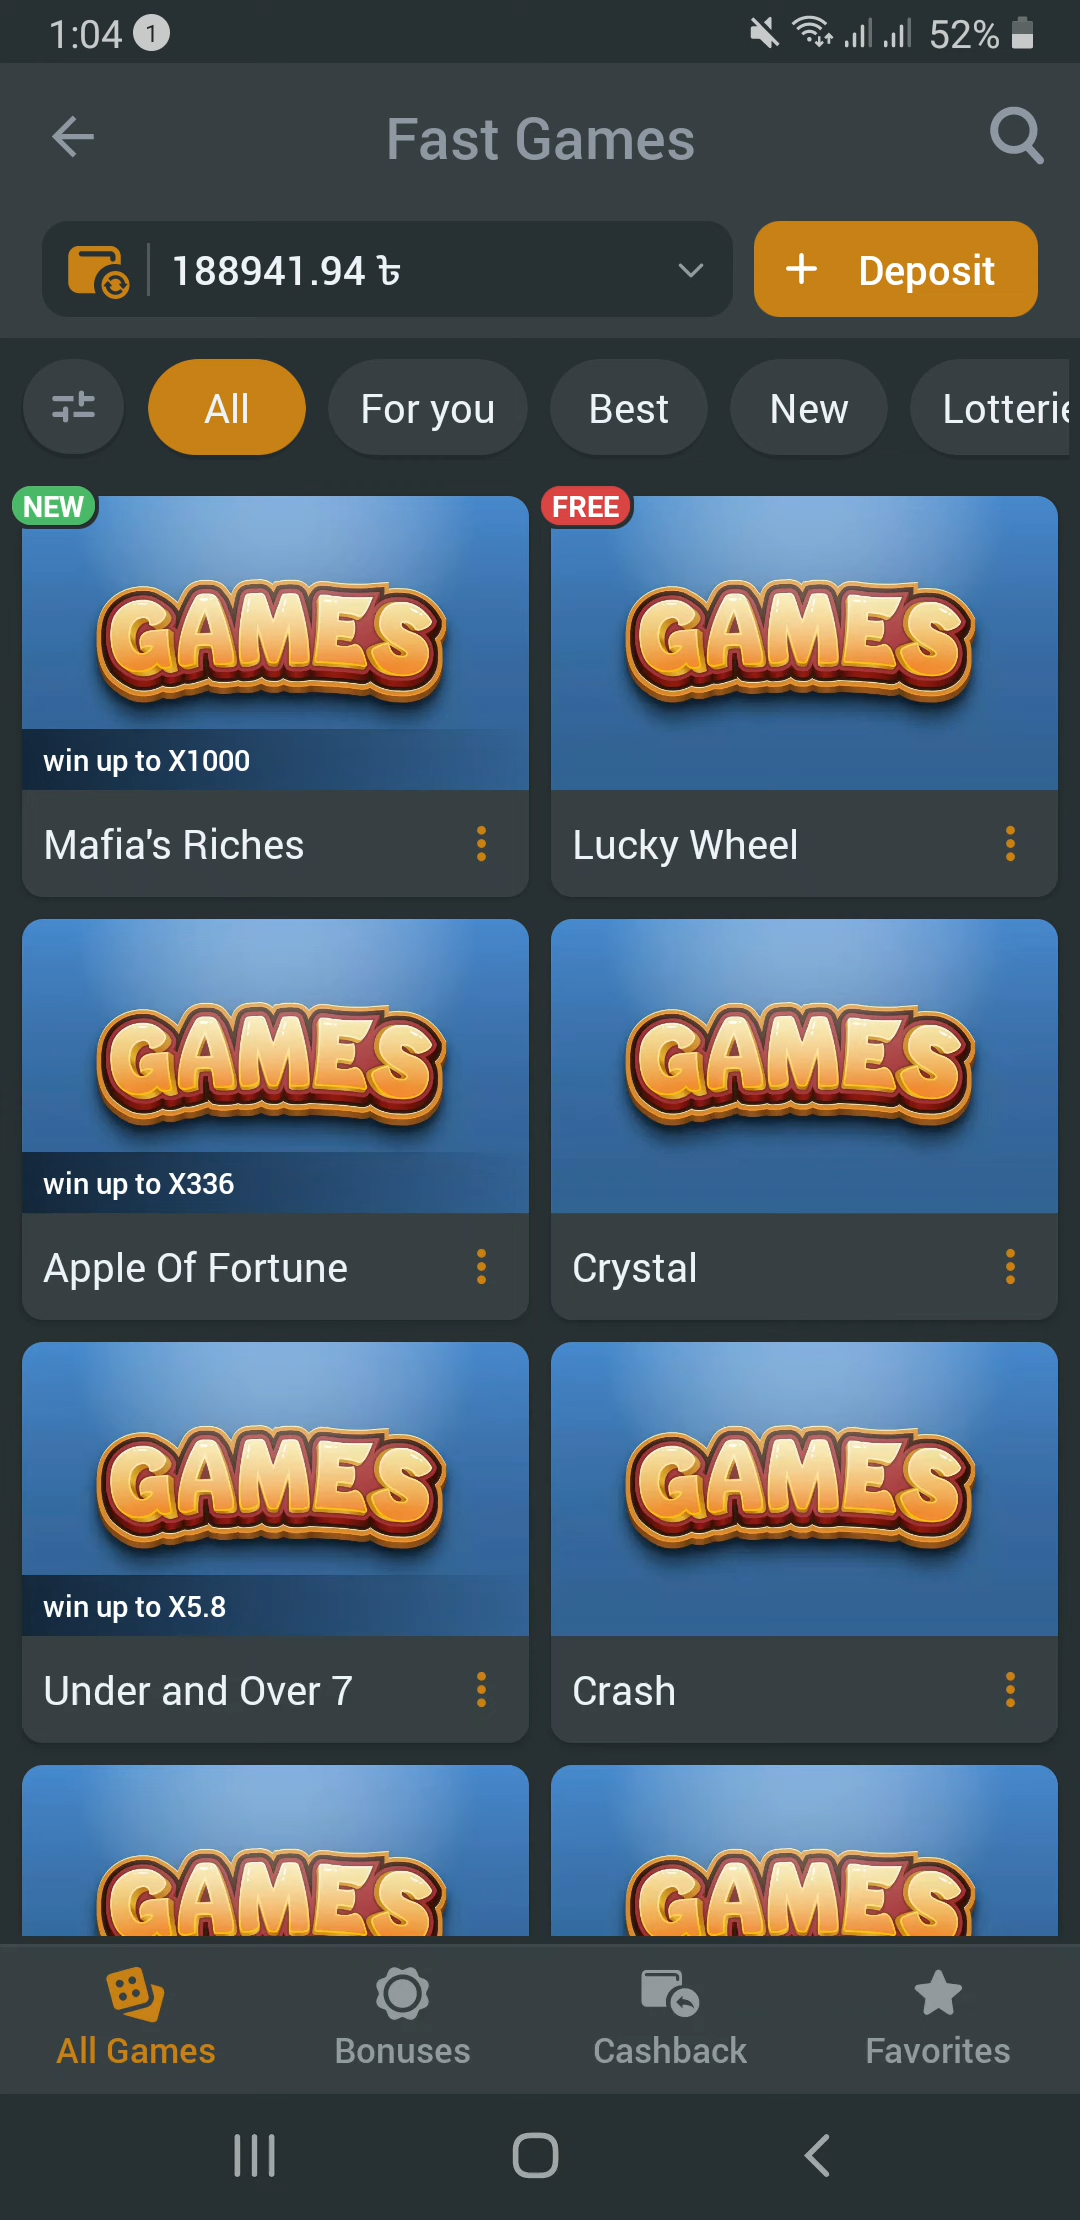 1:04 1 52%
Fast Games
188941.94 ৳
+ Deposit
All For you Best New Lotterie
NEW FREE
GAMES GAMES
win up to X1000
Mafia's Riches Lucky Wheel
GAMES GAMES
win up to X336
Apple Of Fortune Crystal
GAMES GAMES
win up to X5.8
Under and Over 7 Crash
GAMES GAMES
All Games Bonuses Cashback Favorites